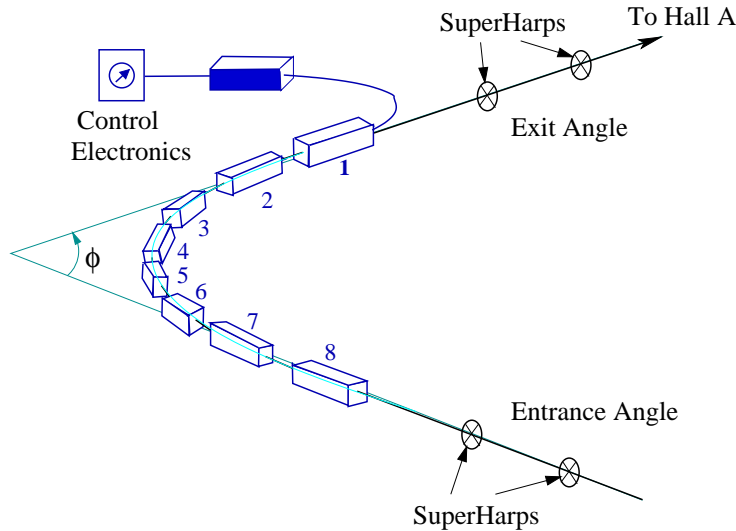 To Hall A
SuperHarps
Exit Angle
Control
Electronics
1
2
3
4
5
6
7
8
ϕ
Entrance Angle
SuperHarps